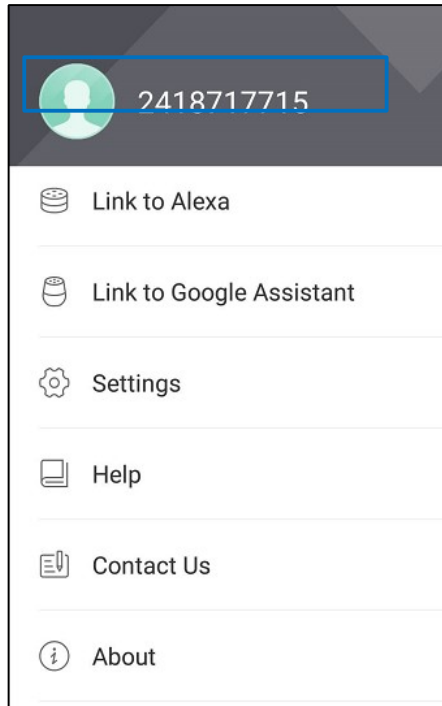 2418717715
Link to Alexa
Link to Google Assistant
Settings
Help
Contact Us
About